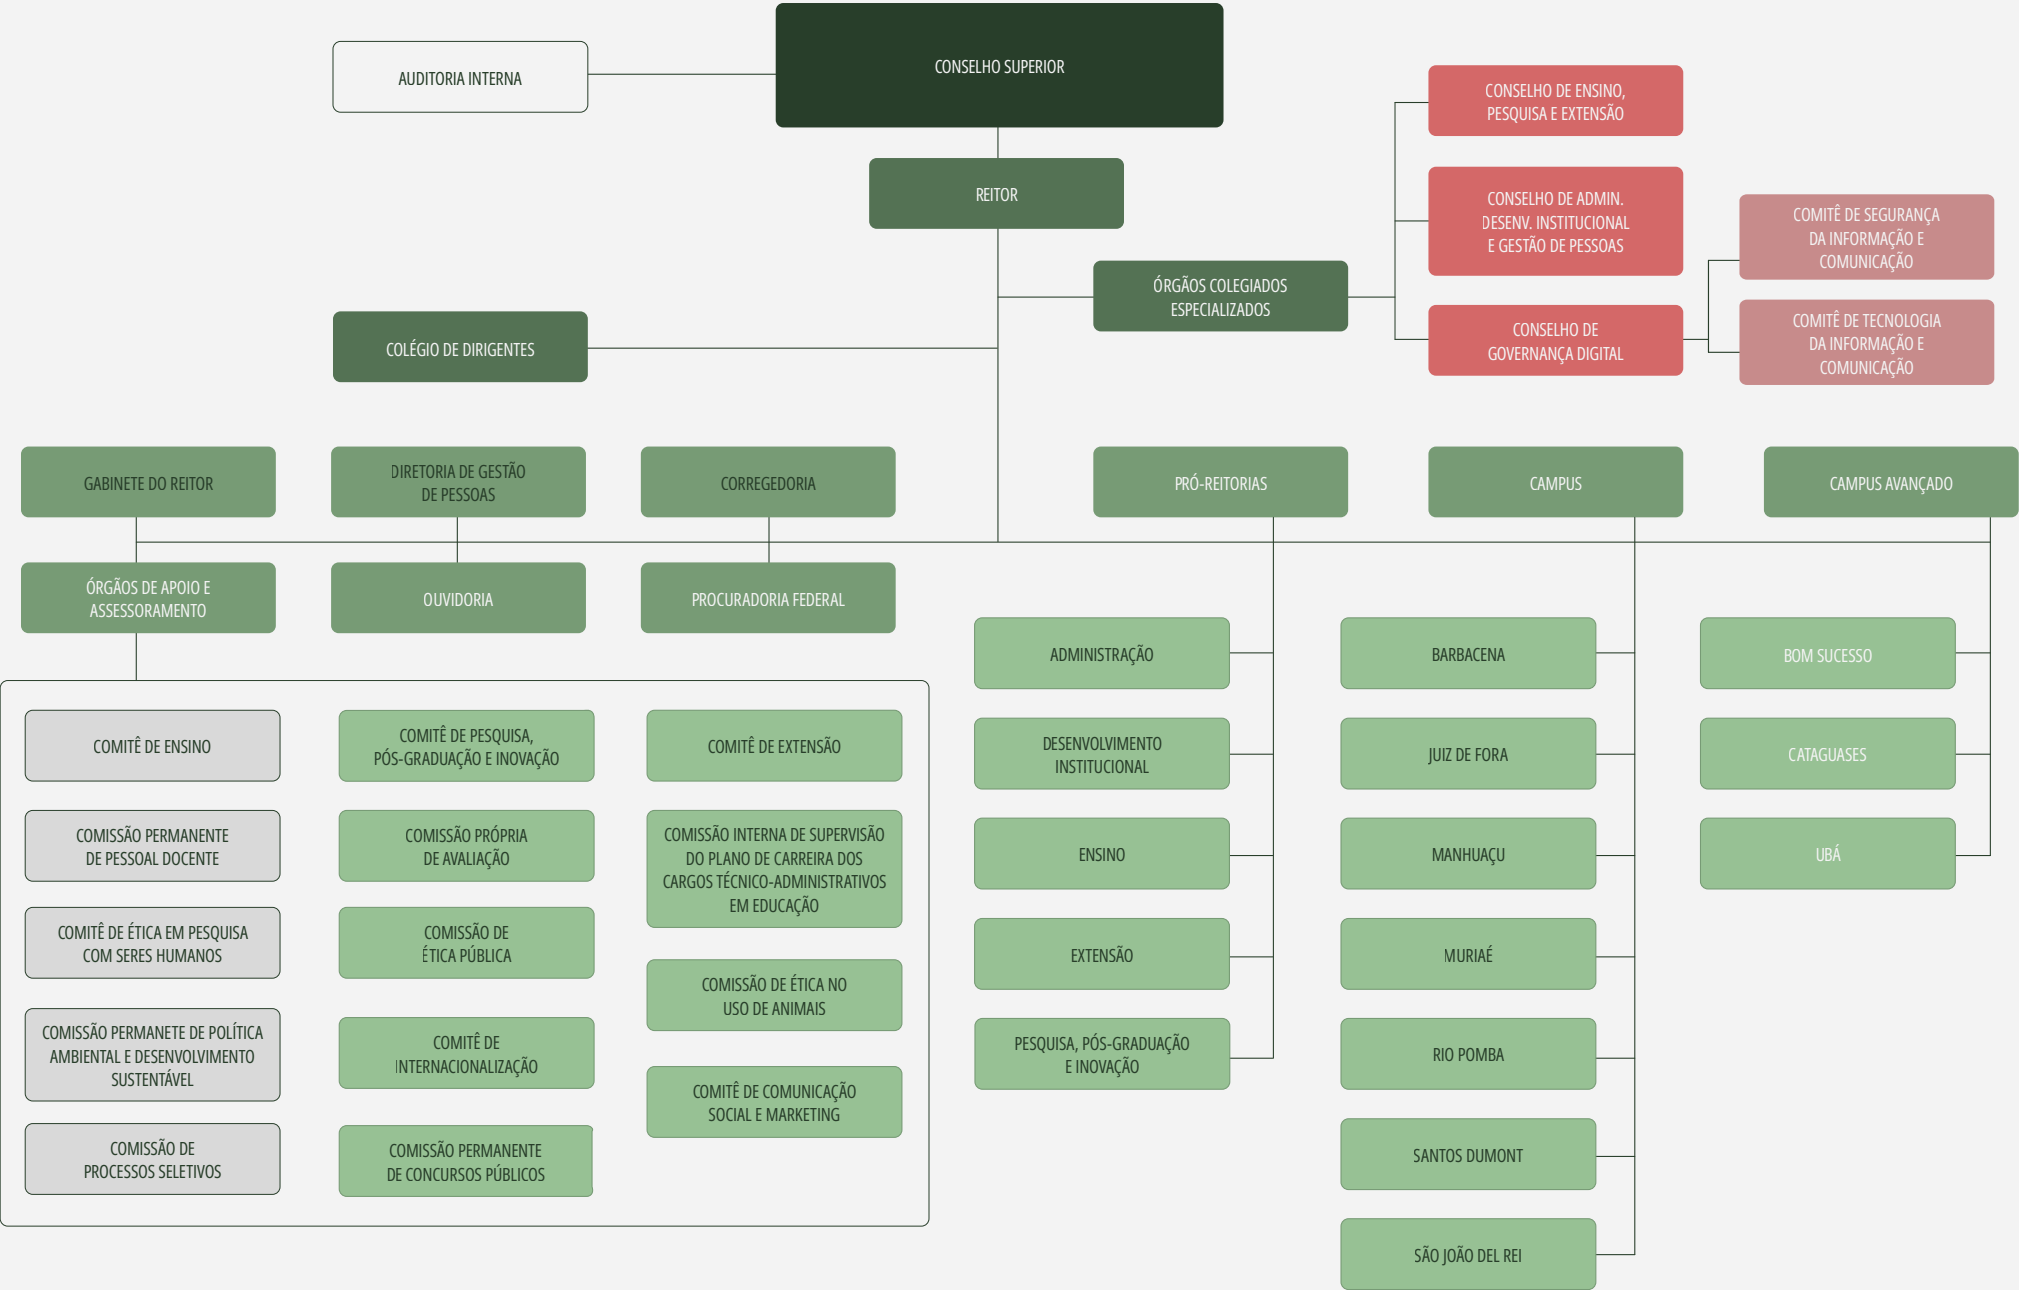 CONSELHO SUPERIOR
AUDITORIA INTERNA
REITOR
CONSELHO DE ENSINO,
PESQUISA E EXTENSÃO
CONSELHO DE ADMIN.
DESENV. INSTITUCIONAL
E GESTÃO DE PESSOAS
COMITÊ DE SEGURANÇA
DA INFORMAÇÃO E
COMUNICAÇÃO
ÓRGÃOS COLEGIADOS
ESPECIALIZADOS
CONSELHO DE
GOVERNANÇA DIGITAL
COMITÊ DE TECNOLOGIA
DA INFORMAÇÃO E
COMUNICAÇÃO
COLÉGIO DE DIRIGENTES
GABINETE DO REITOR
DIRETORIA DE GESTÃO
DE PESSOAS
CORREGEDORIA
PRÓ-REITORIAS
CAMPUS
CAMPUS AVANÇADO
ÓRGÃOS DE APOIO E
ASSESSORAMENTO
OUVIDORIA
PROCURADORIA FEDERAL
COMITÊ DE ENSINO
COMISSÃO PERMANENTE
DE PESSOAL DOCENTE
COMITÊ DE ÉTICA EM PESQUISA
COM SERES HUMANOS
COMISSÃO PERMANETE DE POLÍTICA
AMBIENTAL E DESENVOLVIMENTO
SUSTENTÁVEL
COMISSÃO DE
PROCESSOS SELETIVOS
COMITÊ DE PESQUISA,
PÓS-GRADUAÇÃO E INOVAÇÃO
COMISSÃO PRÓPRIA
DE AVALIAÇÃO
COMISSÃO DE
ÉTICA PÚBLICA
COMITÊ DE
INTERNACIONALIZAÇÃO
COMISSÃO PERMANENTE
DE CONCURSOS PÚBLICOS
COMITÊ DE EXTENSÃO
COMISSÃO INTERNA DE SUPERVISÃO
DO PLANO DE CARREIRA DOS
CARGOS TÉCNICO-ADMINISTRATIVOS
EM EDUCAÇÃO
COMISSÃO DE ÉTICA NO
USO DE ANIMAIS
COMITÊ DE COMUNICAÇÃO
SOCIAL E MARKETING
ADMINISTRAÇÃO
DESENVOLVIMENTO
INSTITUCIONAL
ENSINO
EXTENSÃO
PESQUISA, PÓS-GRADUAÇÃO
E INOVAÇÃO
BARBACENA
JUIZ DE FORA
MANHUAÇU
MURIAÉ
RIO POMBA
SANTOS DUMONT
SÃO JOÃO DEL REI
BOM SUCESSO
CATAGUASES
UBÁ